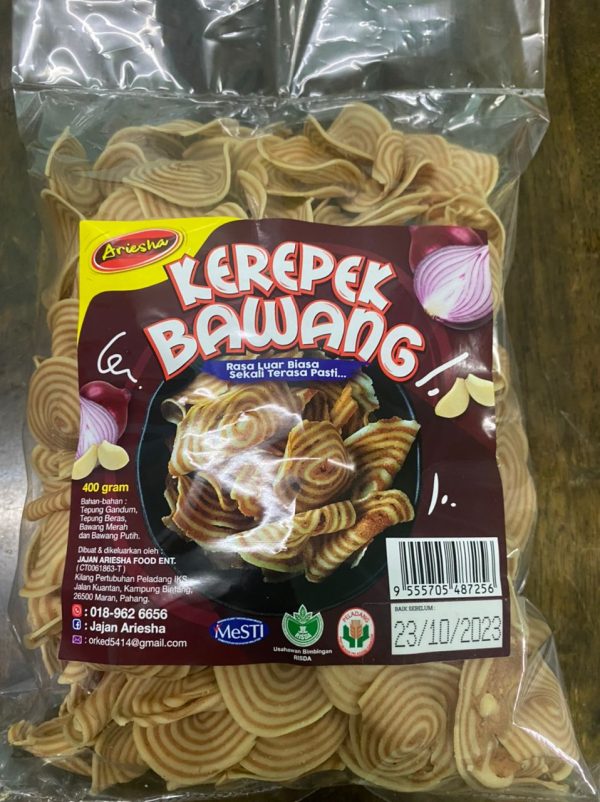 Ariesha
KEREPEK
BAWANG
Rasa Luar Biasa
Sekali Terasa Pasti...
400 gram
Bahan-bahan :
Tepung Gandum,
Tepung Beras,
Bawang Merah
dan Bawang Putih.
Dibuat & dikeluarkan oleh :
JAJAN ARIESHA FOOD ENT.
( CT0061863-T )
Kilang Pertubuhan Peladang IKS,
Jalan Kuantan, Kampung Bintang,
26500 Maran, Pahang.
: 018-962 6656
: Jajan Ariesha
: orked5414@gmail.com
MeSTI
RISDA
Usahawan Bimbingan
RISDA
PELADANG
9 555705 487256
BAIK SEBELUM:
23/10/2023